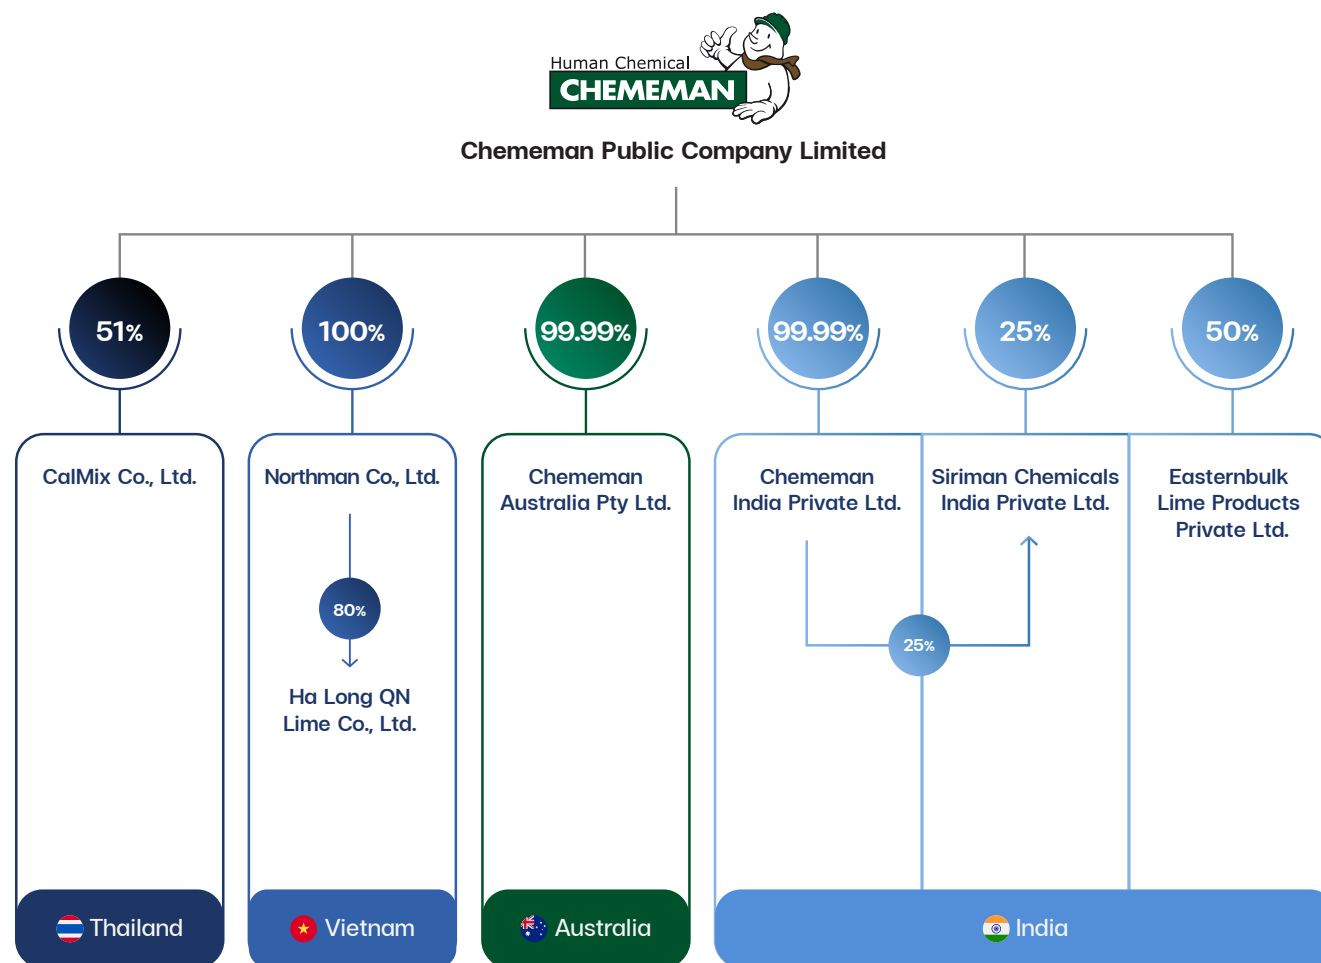 Human Chemical
CHEMEMAN
Chememan Public Company Limited
51%
100%
99.99%
99.99%
25%
50%
CalMix Co., Ltd.
Northman Co., Ltd.
80%
Ha Long QN
Lime Co., Ltd.
Chememan
Australia Pty Ltd.
Chememan
India Private Ltd.
25%
Siriman Chemicals
India Private Ltd.
Easternbulk
Lime Products
Private Ltd.
Thailand
Vietnam
Australia
India